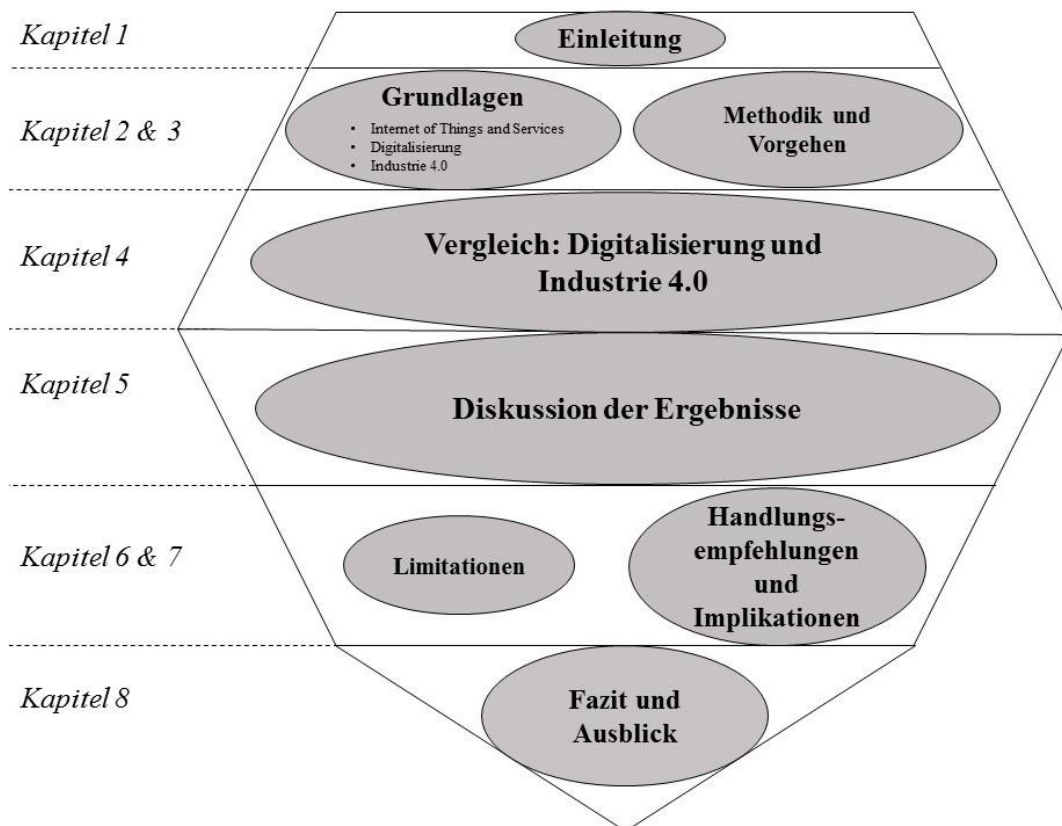 Kapitel 1
Einleitung
Kapitel 2 & 3
Grundlagen
• Internet of Things and Services
• Digitalisierung
• Industrie 4.0
Methodik und
Vorgehen
Kapitel 4
Vergleich: Digitalisierung und
Industrie 4.0
Kapitel 5
Diskussion der Ergebnisse
Kapitel 6 & 7
Limitationen
Handlungs-
empfehlungen
und
Implikationen
Kapitel 8
Fazit und
Ausblick